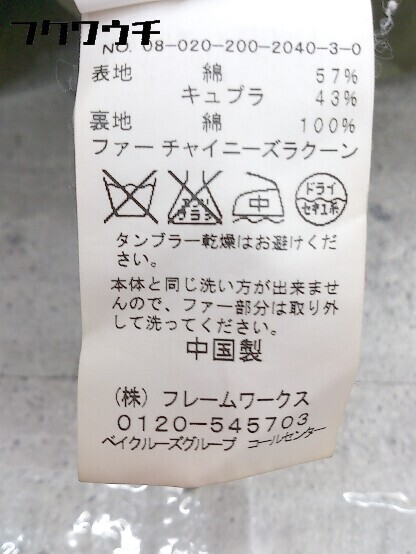 フクワウチ
NO. 08-020-200-2040-3-0
表地 綿 57%
キュプラ 43%
裏地 綿 100%
ファー チャイニーズラクーン
中 ドライ
セキユ系
タンブラー乾燥はお避けくだ
さい。
本体と同じ洗い方が出来ませ
んので、ファー部分は取り外
して洗ってください。
中国製
(株) フレームワークス
0120-545703
ベイクルーズグループ コールセンター